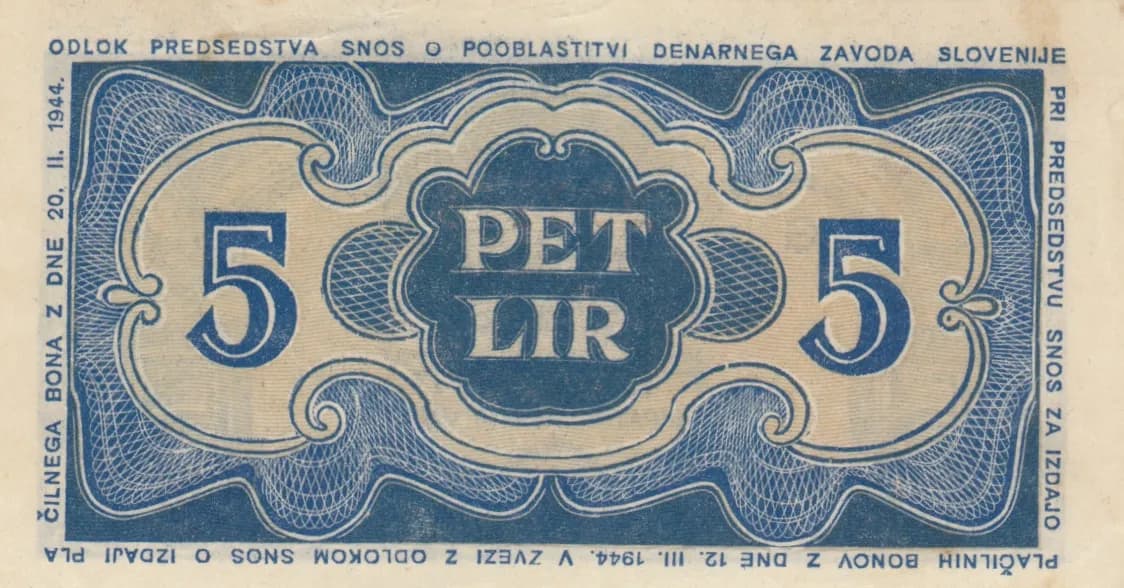 ODLOK PREDSEDSTVA SNOS O POOBLASTITVI DENARNEGA ZAVODA SLOVENIJE
PRI PREDSEDSTVU SNOS ZA IZDAJO
PLAČILNIH BONOV Z DNE 12. III. 1944. V ZVEZI Z ODLOKOM SNOS O IZDAJI PLA
ČILNEGA BONA Z DNE 20. II. 1944.
5
PET
LIR
5